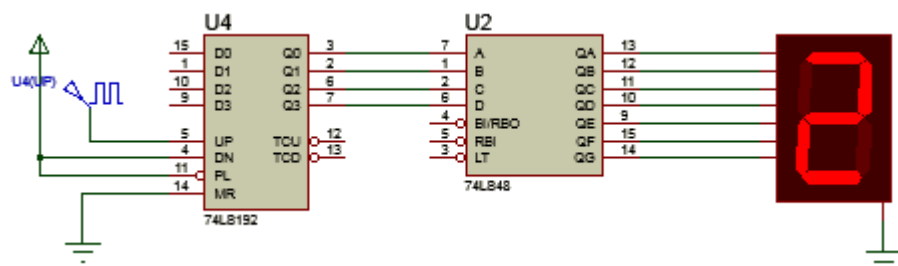 U4
U2
15 D0 Q0 3 7 A QA 13
1 D1 Q1 2 1 B QB 12
10 D2 Q2 6 2 C QC 11
9 D3 Q3 7 6 D QD 10
4 BI/RBO QE 9
5 UP TCU 12 5 RBI QF 15
4 DN TCD 13 3 LT QG 14
11 PL
14 MR
U4(UP)
74LS192
74LS48
2